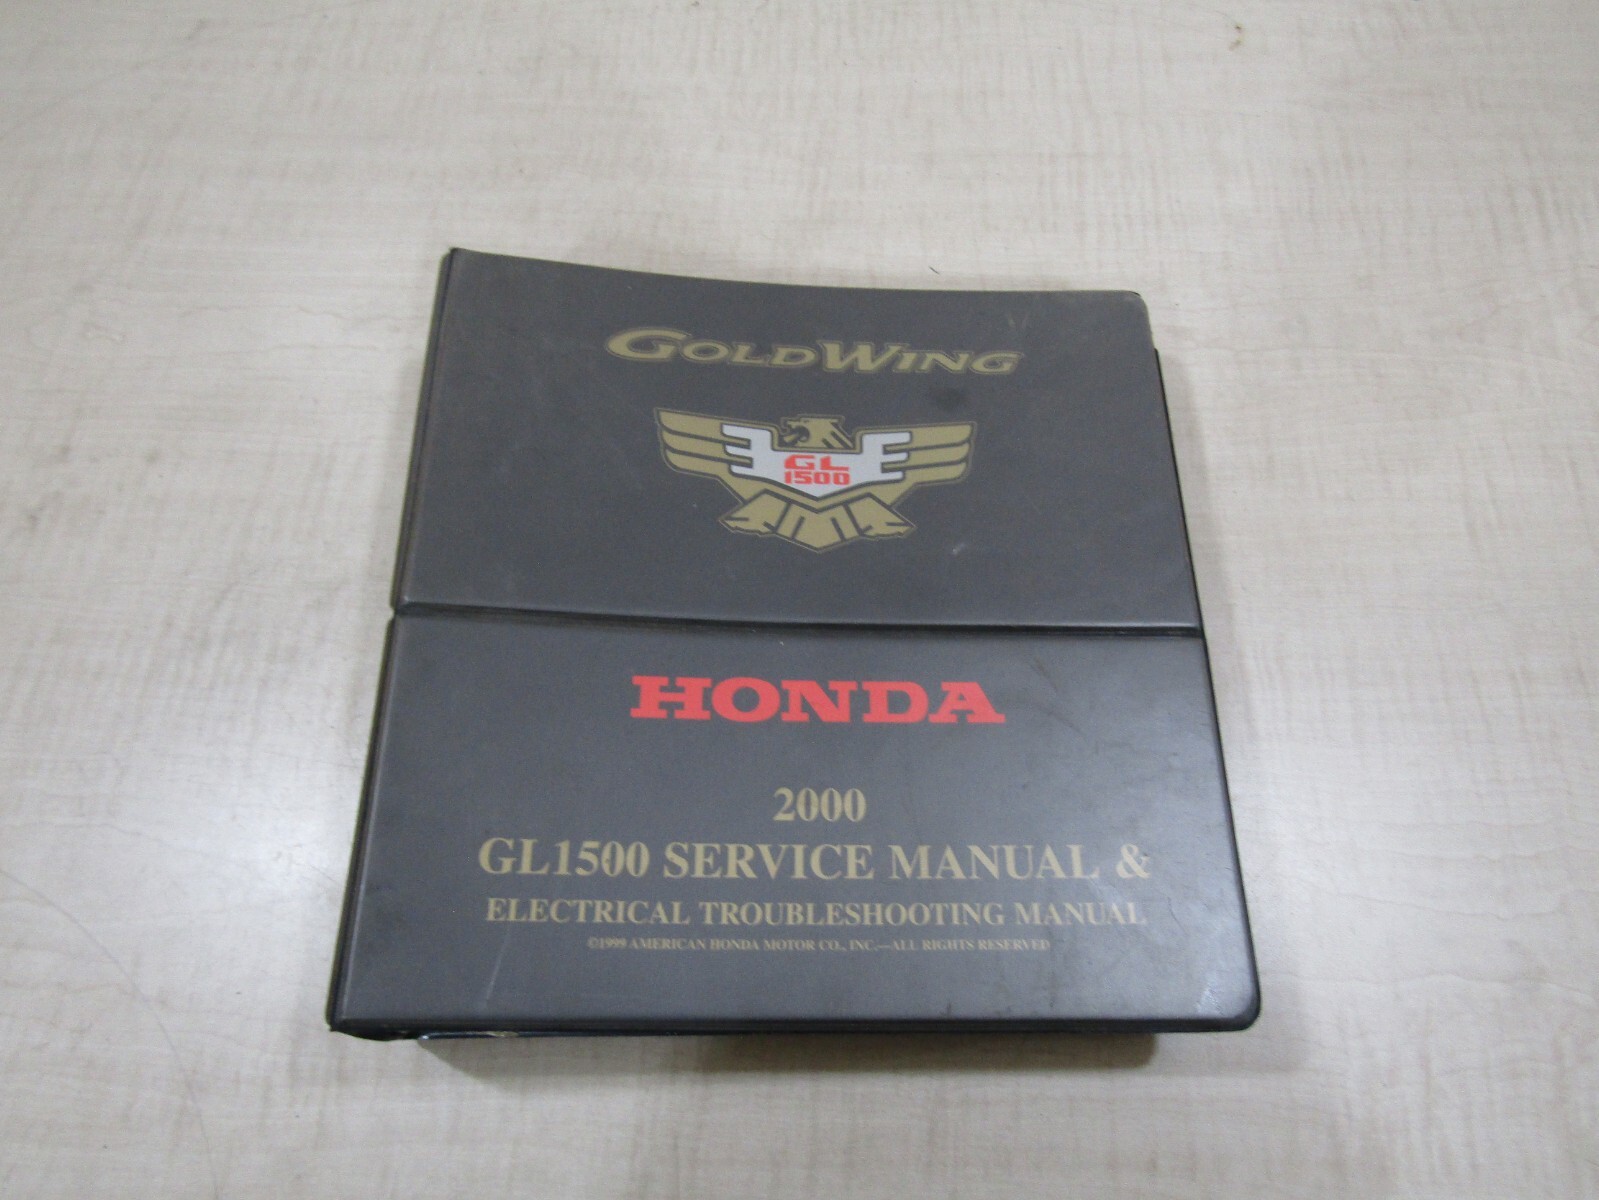 GOLDWING
GL
1500
HONDA
2000
GL1500 SERVICE MANUAL &
ELECTRICAL TROUBLESHOOTING MANUAL
©1999 AMERICAN HONDA MOTOR CO., INC.—ALL RIGHTS RESERVED